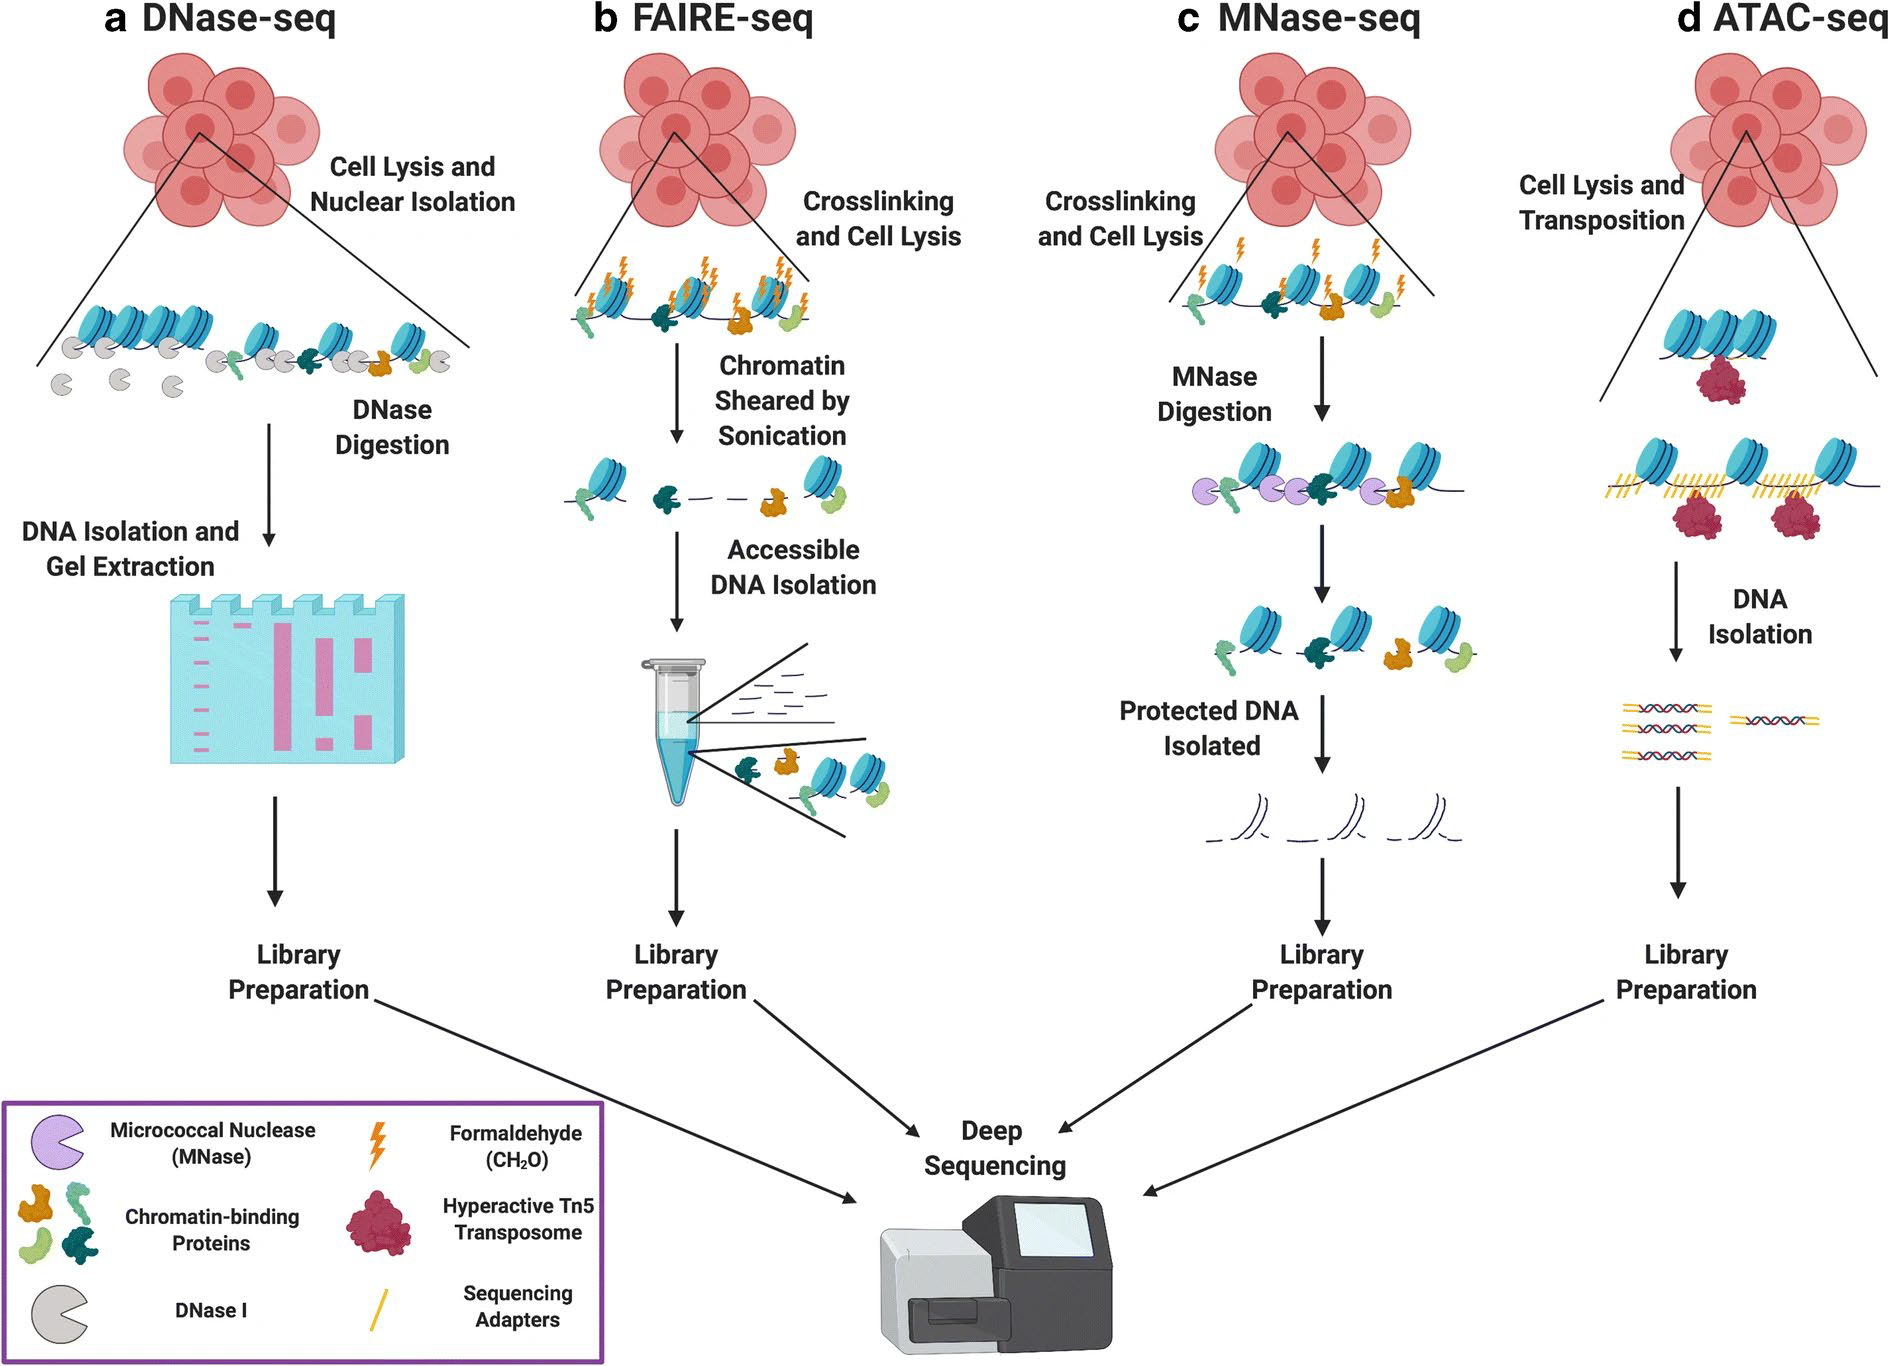 a DNase-seq
Cell Lysis and
Nuclear Isolation
DNase
Digestion
DNA Isolation and
Gel Extraction
Library
Preparation
b FAIRE-seq
Crosslinking
and Cell Lysis
Chromatin
Sheared by
Sonication
Accessible
DNA Isolation
Library
Preparation
c MNase-seq
Crosslinking
and Cell Lysis
MNase
Digestion
Protected DNA
Isolated
Library
Preparation
d ATAC-seq
Cell Lysis and
Transposition
DNA
Isolation
Library
Preparation
Deep
Sequencing
Micrococcal Nuclease
(MNase)
Formaldehyde
(CH₂O)
Chromatin-binding
Proteins
Hyperactive Tn5
Transposome
DNase I
Sequencing
Adapters